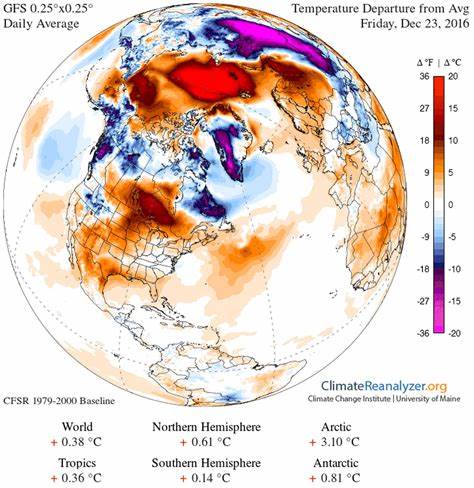 GFS 0.25°x0.25° Temperature Departure from Avg
Daily Average Friday, Dec 23, 2016
Δ °F | Δ °C
36 20
28 15
18 10
9 5
0 0
-9 -5
-18 -10
-27 -15
-36 -20
ClimateReanalyzer.org
Climate Change Institute | University of Maine
CFSR 1979-2000 Baseline
World Northern Hemisphere Arctic
+ 0.38 °C + 0.61 °C + 3.10 °C
Tropics Southern Hemisphere Antarctic
+ 0.36 °C + 0.14 °C + 0.81 °C